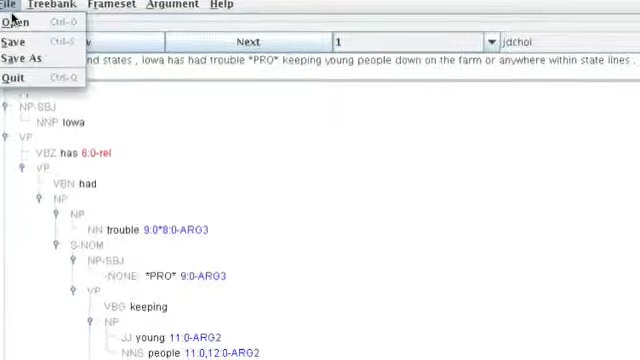 File Treebank Frameset Argument Help
Open Ctrl-O
Save Ctrl-S
Next 1 jdchoi
Save As nd states , Iowa has had trouble *PRO* keeping young people down on the farm or anywhere within state lines .
Quit Ctrl-Q
NP-SBJ
NNP Iowa
VP
VBZ has 6:0-rel
VP
VBN had
NP
NP
NN trouble 9:0*8:0-ARG3
S-NOM
NP-SBJ
-NONE- *PRO* 9:0-ARG3
VP
VBG keeping
NP
JJ young 11:0-ARG2
NNS people 11:0,12:0-ARG2